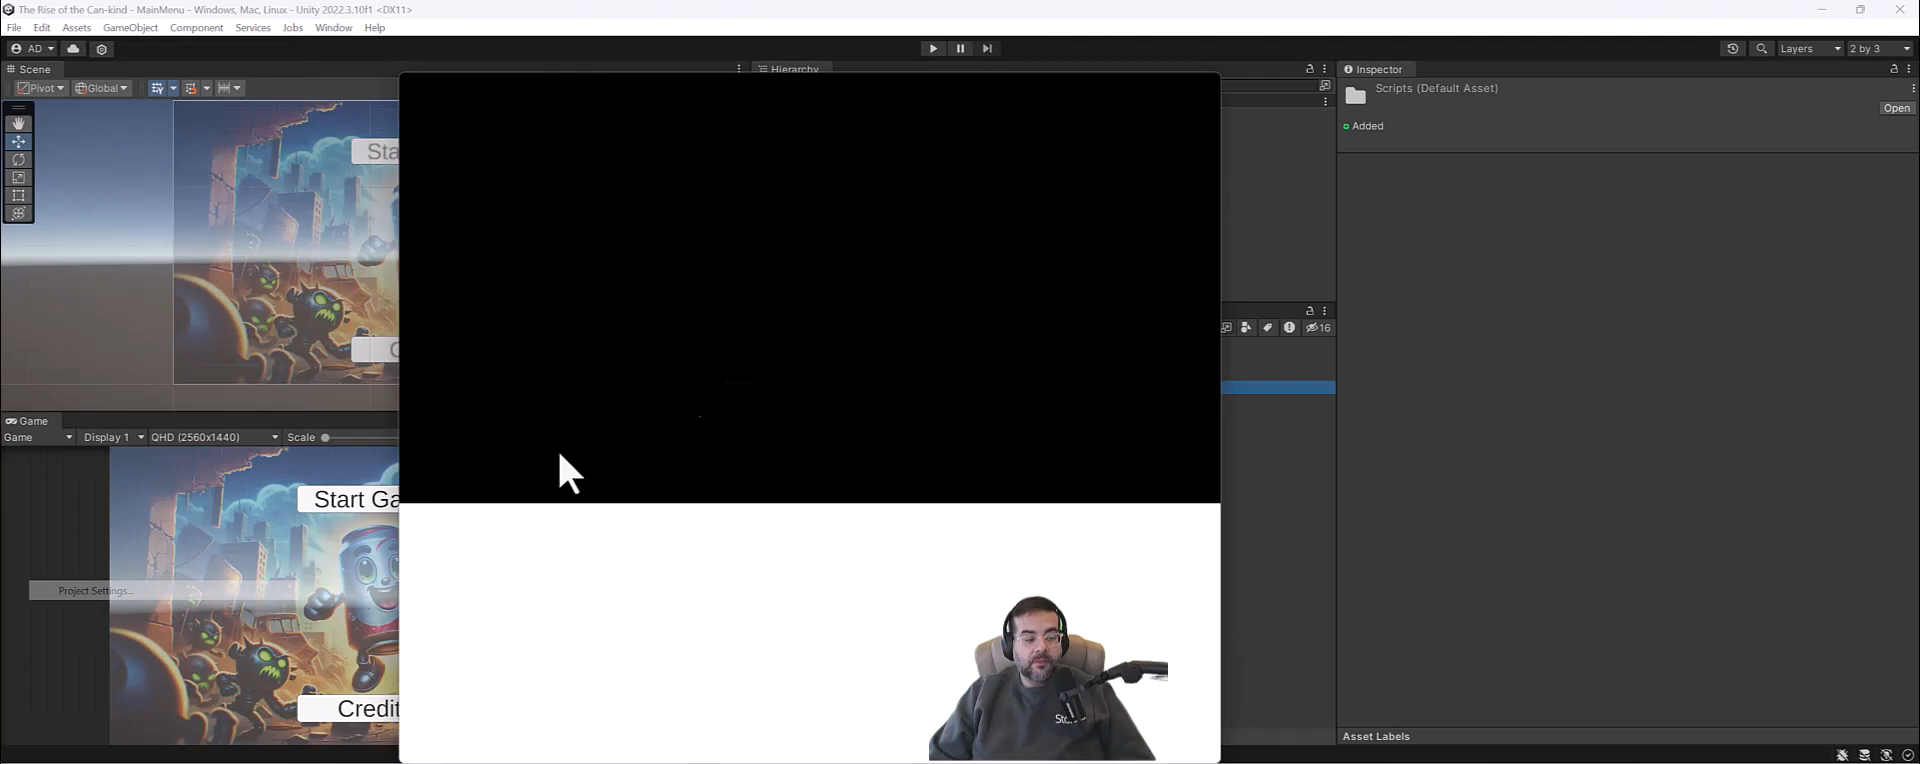 The Rise of the Can-kind - MainMenu - Windows, Mac, Linux - Unity 2022.3.10f1 <DX11>
File Edit Assets GameObject Component Services Jobs Window Help
AD Layers 2 by 3
Scene Hierarchy Inspector
Pivot Global
Scripts (Default Asset)
Open
Added
Sta
16
C
Game
Game Display 1 QHD (2560x1440) Scale
Start Ga
Project Settings...
Credit
Sto
Asset Labels